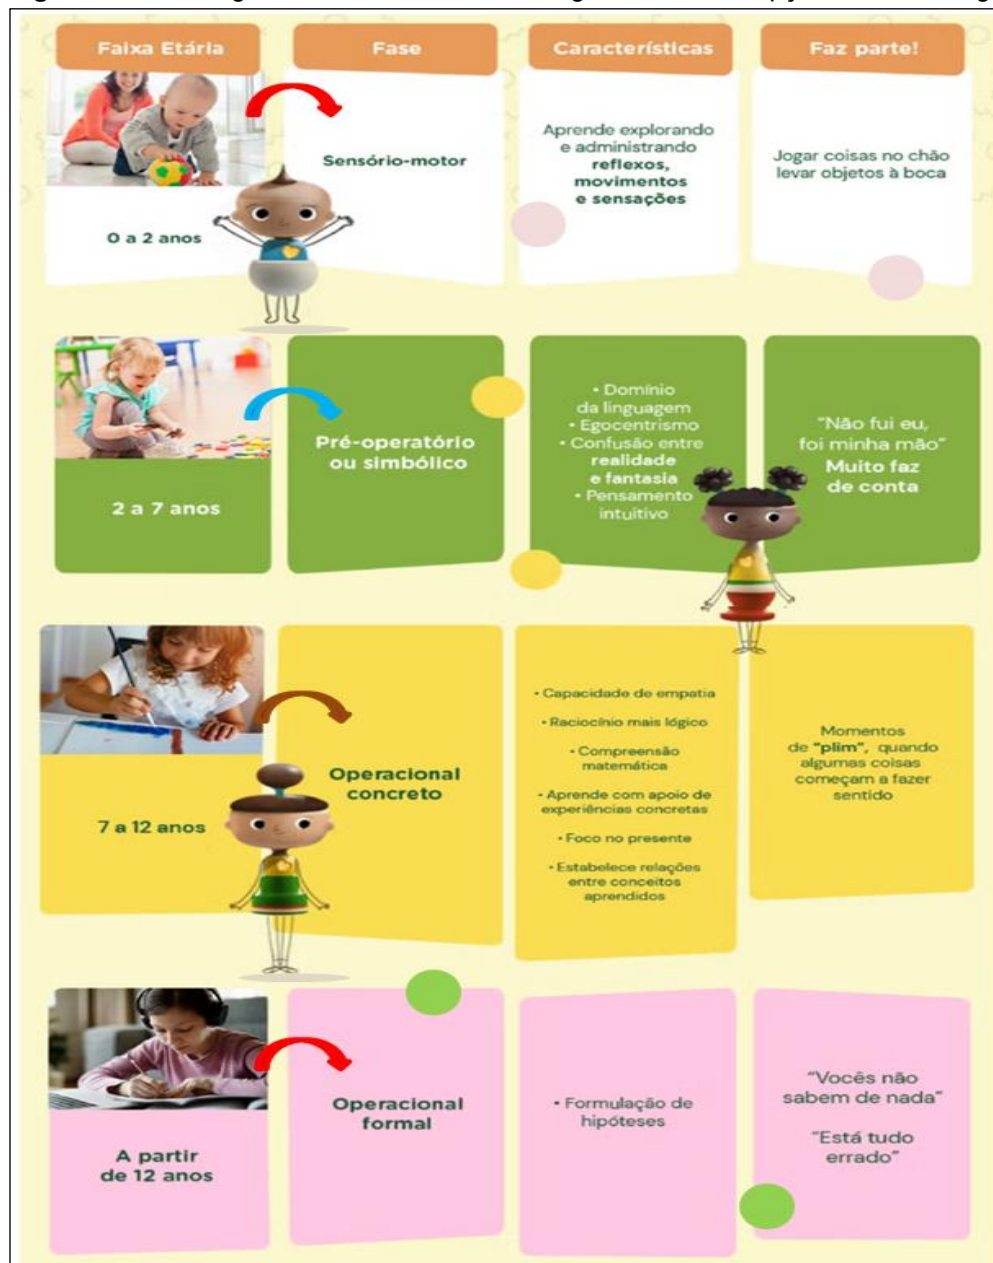 Faixa Etária
Fase
Características
Faz parte!
0 a 2 anos
Sensório-motor
Aprende explorando
e administrando
reflexos,
movimentos
e sensações
Jogar coisas no chão
levar objetos à boca
2 a 7 anos
Pré-operatório
ou simbólico
• Domínio
da linguagem
• Egocentrismo
• Confusão entre
realidade
e fantasia
• Pensamento
intuitivo
"Não fui eu,
foi minha mão"
Muito faz
de conta
7 a 12 anos
Operacional
concreto
• Capacidade de empatia
• Raciocínio mais lógico
• Compreensão
matemática
• Aprende com apoio de
experiências concretas
• Foco no presente
• Estabelece relações
entre conceitos
aprendidos
Momentos
de "plim", quando
algumas coisas
começam a fazer
sentido
A partir
de 12 anos
Operacional
formal
• Formulação de
hipóteses
"Vocês não
sabem de nada"
"Está tudo
errado"